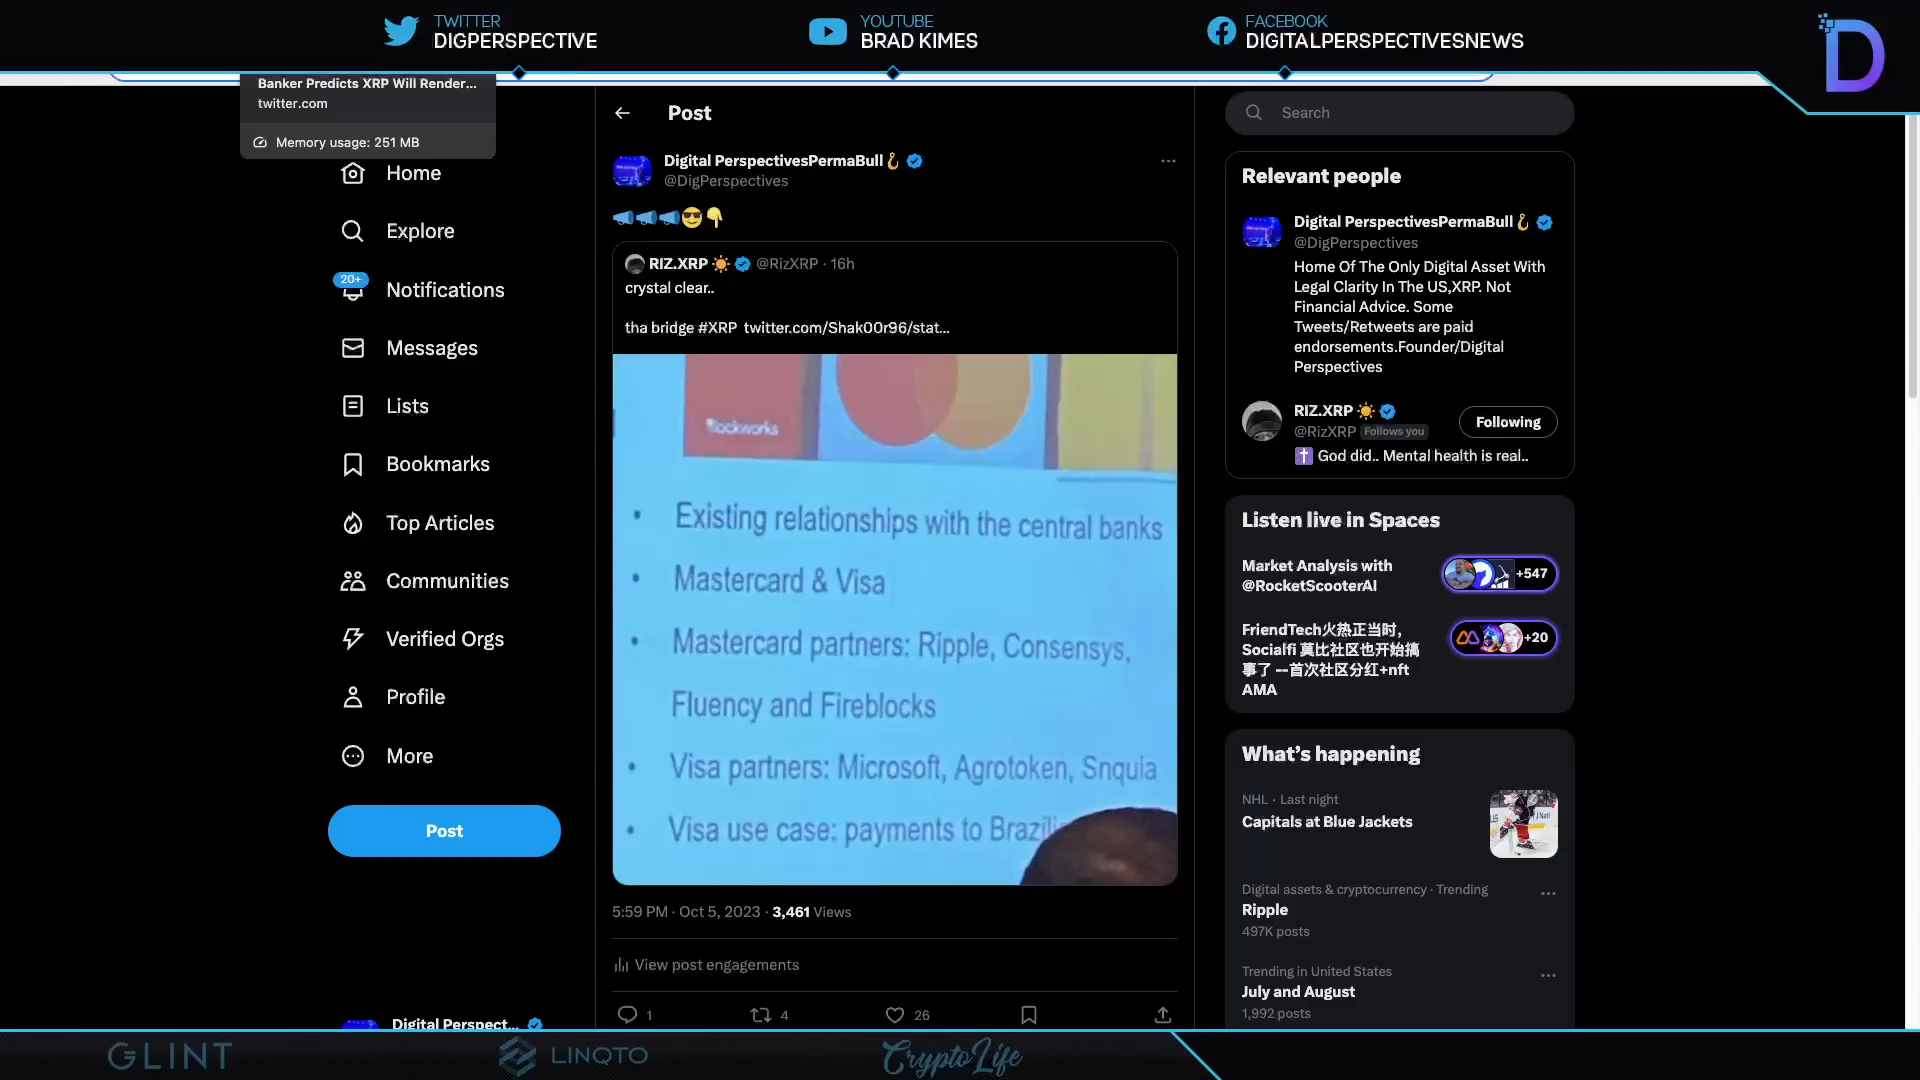 TWITTER
DIGPERSPECTIVE
YOUTUBE
BRAD KIMES
FACEBOOK
DIGITALPERSPECTIVESNEWS
D
Banker Predicts XRP Will Render...
twitter.com
Memory usage: 251 MB
Home
Explore
20+
Notifications
Messages
Lists
Bookmarks
Top Articles
Communities
Verified Orgs
Profile
More
Post
Digital Perspect...
Post
Digital PerspectivesPermaBull
@DigPerspectives
RIZ.XRP @RizXRP · 16h
crystal clear..
tha bridge #XRP twitter.com/Shak00r96/stat...
Blockworks
• Existing relationships with the central banks
• Mastercard & Visa
• Mastercard partners: Ripple, Consensys,
Fluency and Fireblocks
• Visa partners: Microsoft, Agrotoken, Snquia
• Visa use case: payments to
5:59 PM · Oct 5, 2023 · 3,461 Views
View post engagements
1 4 26
Search
Relevant people
Digital PerspectivesPermaBull
@DigPerspectives
Home Of The Only Digital Asset With
Legal Clarity In The US,XRP. Not
Financial Advice. Some
Tweets/Retweets are paid
endorsements.Founder/Digital
Perspectives
RIZ.XRP
@RizXRP Follows you
Following
God did.. Mental health is real..
Listen live in Spaces
Market Analysis with
@RocketScooterAI
+547
FriendTech火热正当时，
Socialfi 莫比社区也开始搞
事了 --首次社区分红+nft
AMA
+20
What's happening
NHL · Last night
Capitals at Blue Jackets
Digital assets & cryptocurrency · Trending
Ripple
497K posts
Trending in United States
July and August
1,992 posts
GLINT
LINQTO
CryptoLife